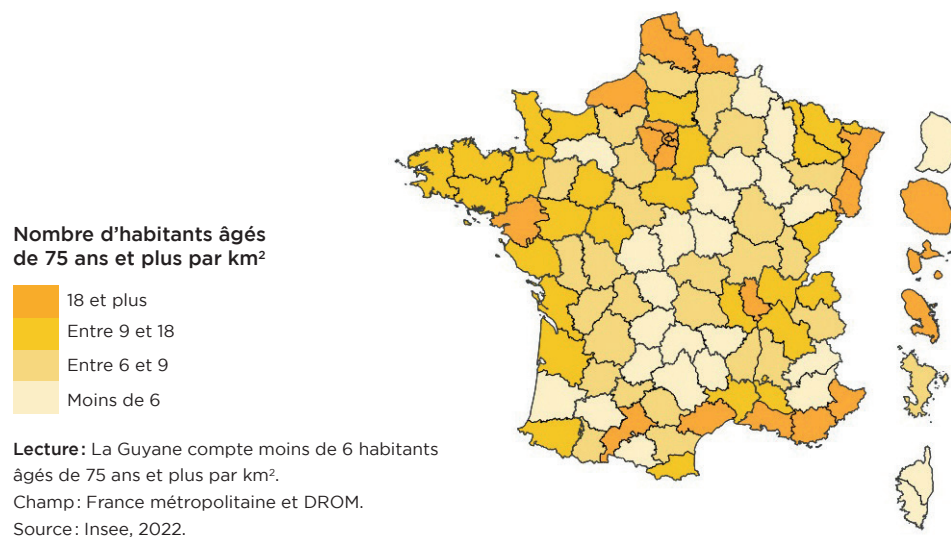 Nombre d'habitants âgés
de 75 ans et plus par km²
18 et plus
Entre 9 et 18
Entre 6 et 9
Moins de 6
Lecture : La Guyane compte moins de 6 habitants
âgés de 75 ans et plus par km².
Champ : France métropolitaine et DROM.
Source : Insee, 2022.